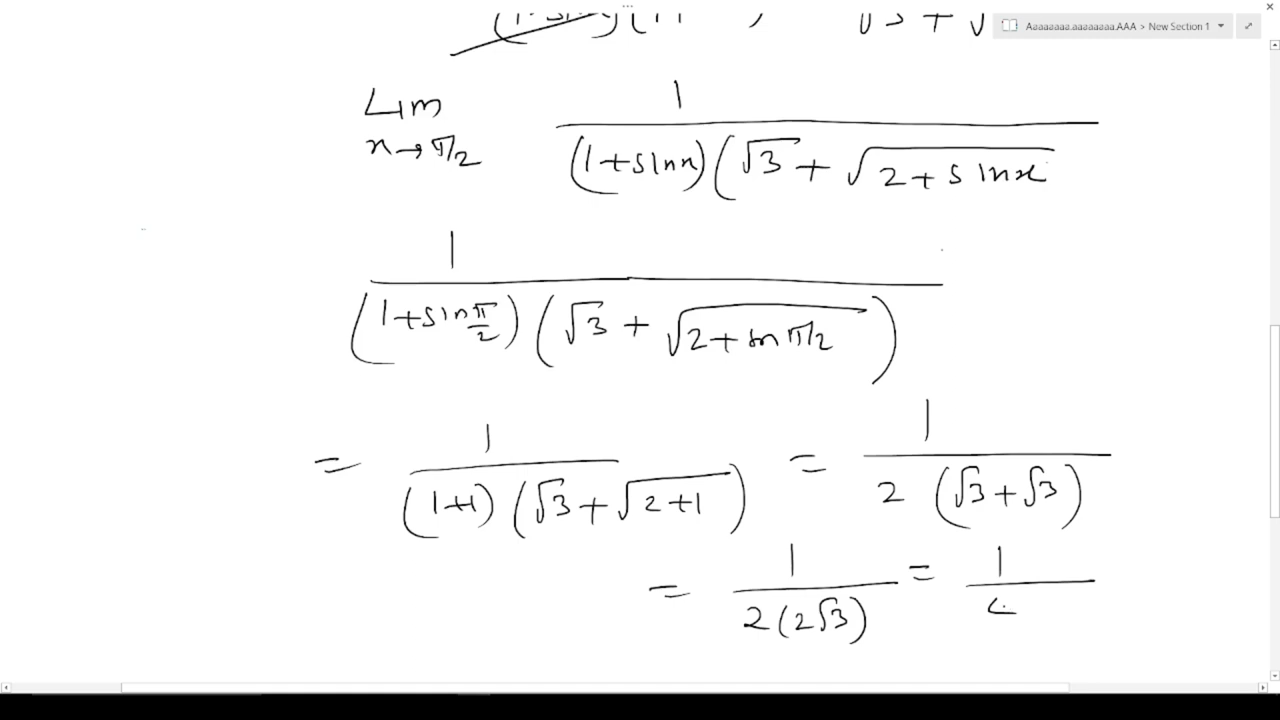 Aaaaaaaa.aaaaaaaa.AAA > New Section 1
Lim x→π/2 1 / (1+sinx)(√3 + √2+sinx
1 / (1+sin π/2)(√3 + √2+sin π/2)
= 1 / (1+1)(√3+√2+1) = 1 / 2 (√3+√3)
= 1 / 2(2√3) = 1 /